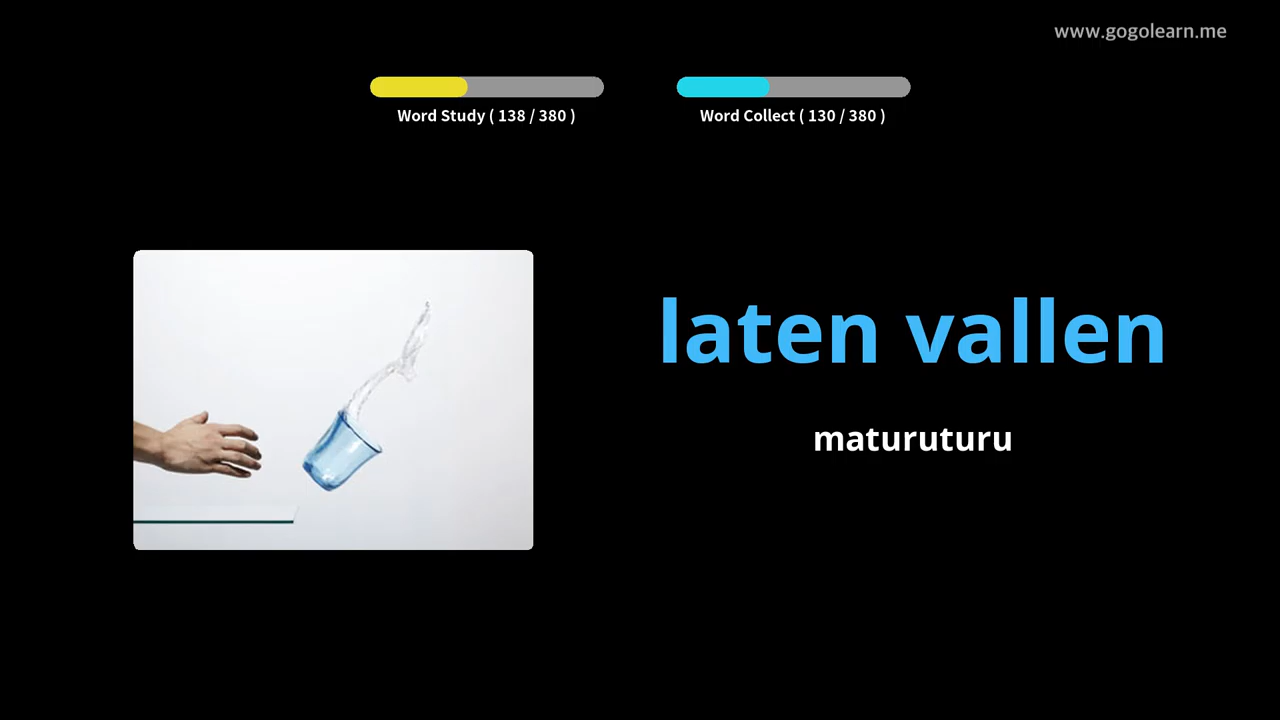 www.gogolearn.me
Word Study ( 138 / 380 )
Word Collect ( 130 / 380 )
laten vallen
maturuturu